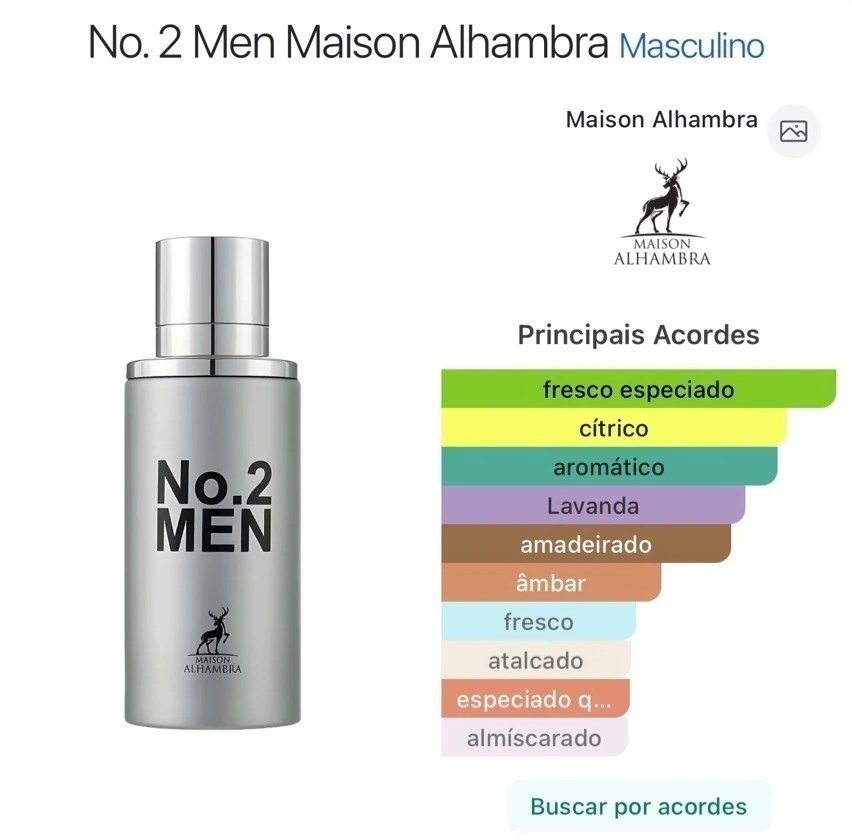 No. 2 Men Maison Alhambra Masculino
Maison Alhambra
MAISON
ALHAMBRA
Principais Acordes
fresco especiado
cítrico
aromático
Lavanda
amadeirado
âmbar
fresco
atalcado
especiado q...
almíscarado
Buscar por acordes
No.2
MEN
MAISON
ALHAMBRA